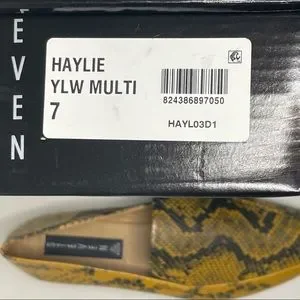 EVEN
HAYLIE
YLW MULTI
7
824386897050
HAYL03D1